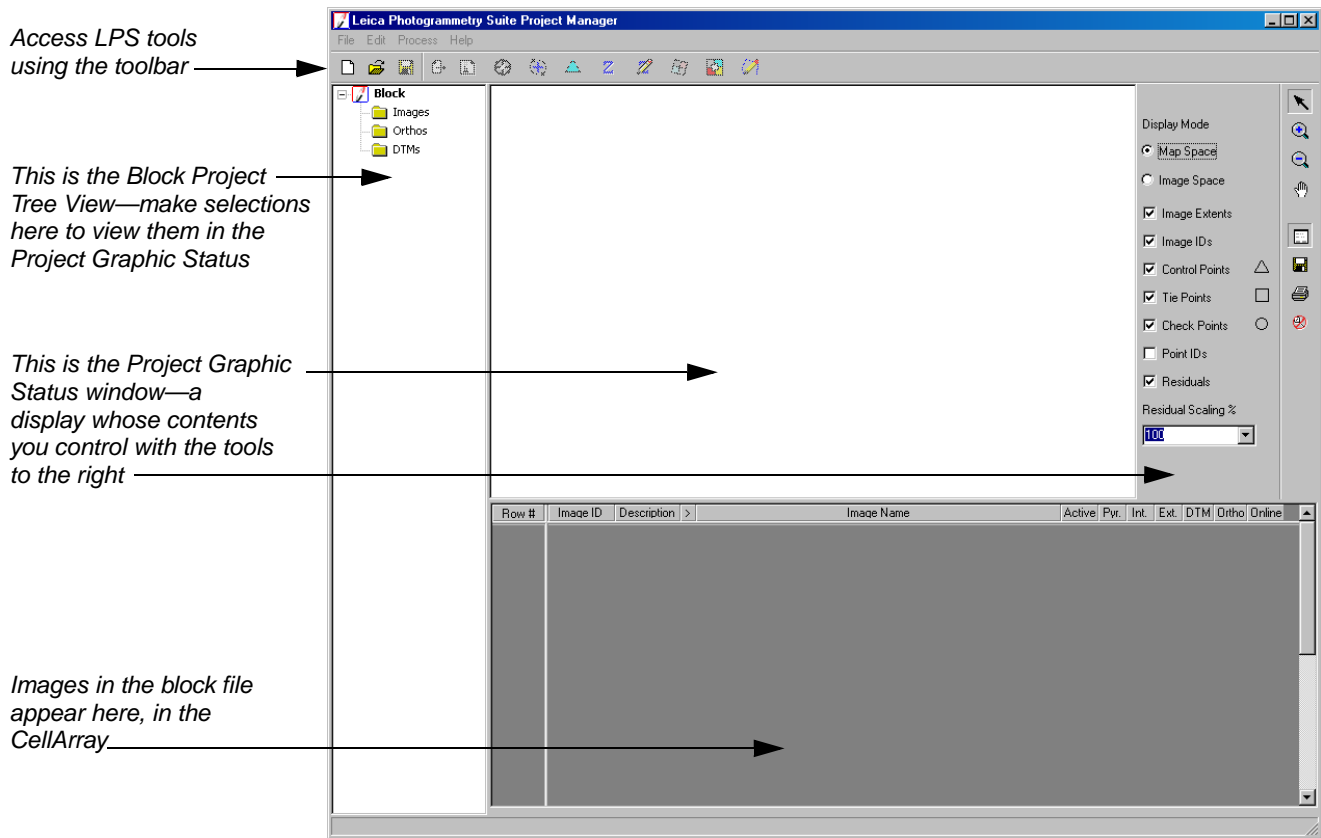 Access LPS tools
using the toolbar
This is the Block Project
Tree View—make selections
here to view them in the
Project Graphic Status
This is the Project Graphic
Status window—a
display whose contents
you control with the tools
to the right
Images in the block file
appear here, in the
CellArray
Leica Photogrammetry Suite Project Manager
File Edit Process Help
Block
Images
Orthos
DTMs
Display Mode
Map Space
Image Space
Image Extents
Image IDs
Control Points
Tie Points
Check Points
Point IDs
Residuals
Residual Scaling %
100
Row # Image ID Description > Image Name Active Pyr. Int. Ext. DTM Ortho Online